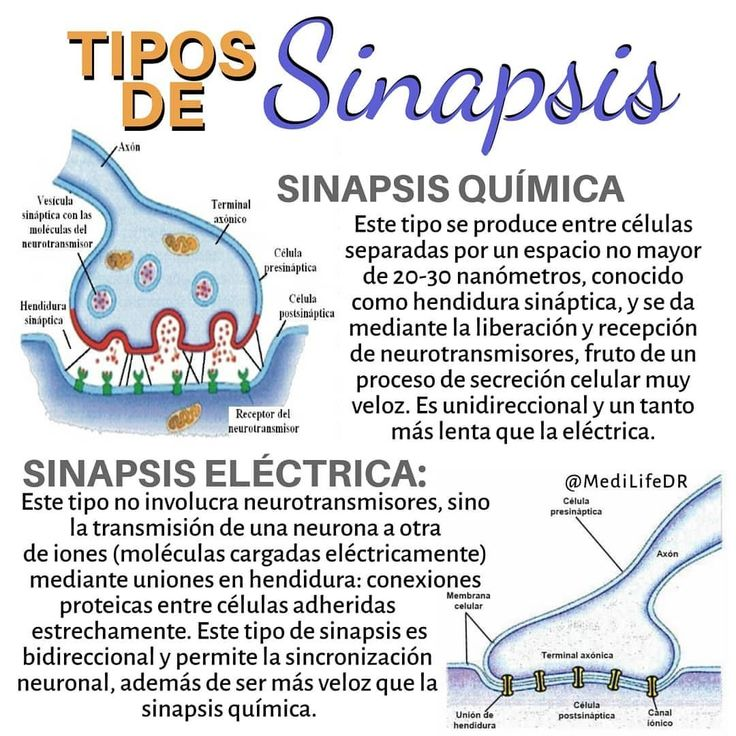 TIPOS
DE
Sinapsis
Axón
Vesícula
sináptica con las
moléculas del
neurotransmisor
Terminal
axónico
Célula
presináptica
Hendidura
sináptica
Célula
postsináptica
Receptor del
neurotransmisor
SINAPSIS QUÍMICA
Este tipo se produce entre células
separadas por un espacio no mayor
de 20-30 nanómetros, conocido
como hendidura sináptica, y se da
mediante la liberación y recepción
de neurotransmisores, fruto de un
proceso de secreción celular muy
veloz. Es unidireccional y un tanto
más lenta que la eléctrica.
SINAPSIS ELÉCTRICA:
Este tipo no involucra neurotransmisores, sino
la transmisión de una neurona a otra
de iones (moléculas cargadas eléctricamente)
mediante uniones en hendidura: conexiones
proteicas entre células adheridas
estrechamente. Este tipo de sinapsis es
bidireccional y permite la sincronización
neuronal, además de ser más veloz que la
sinapsis química.
@MediLifeDR
Célula
presináptica
Axón
Membrana
celular
Terminal axónica
Unión de
hendidura
Célula
postsináptica
Canal
iónico